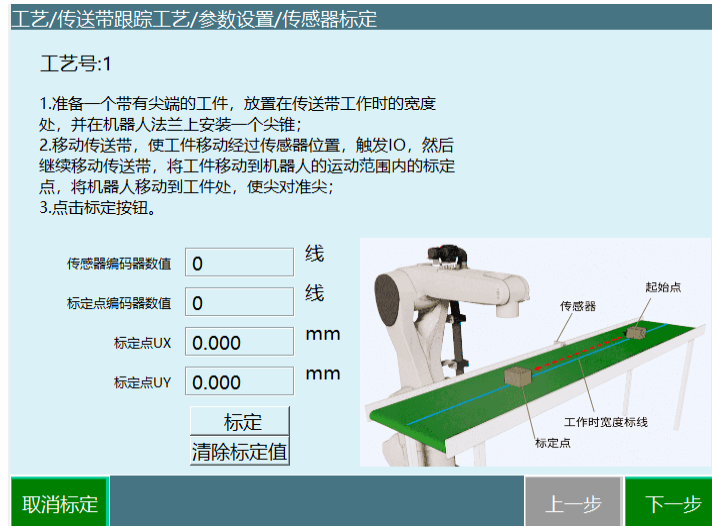 工艺/传送带跟踪工艺/参数设置/传感器标定
工艺号:1
1.准备一个带有尖端的工件，放置在传送带工作时的宽度
处，并在机器人法兰上安装一个尖锥；
2.移动传送带，使工件移动经过传感器位置，触发IO，然后
继续移动传送带，将工件移动到机器人的运动范围内的标定
点，将机器人移动到工件处，使尖对准尖；
3.点击标定按钮。
传感器编码器数值 0 线
标定点编码器数值 0 线
标定点UX 0.000 mm
标定点UY 0.000 mm
标定
清除标定值
起始点
传感器
工作时宽度标线
标定点
取消标定 上一步 下一步